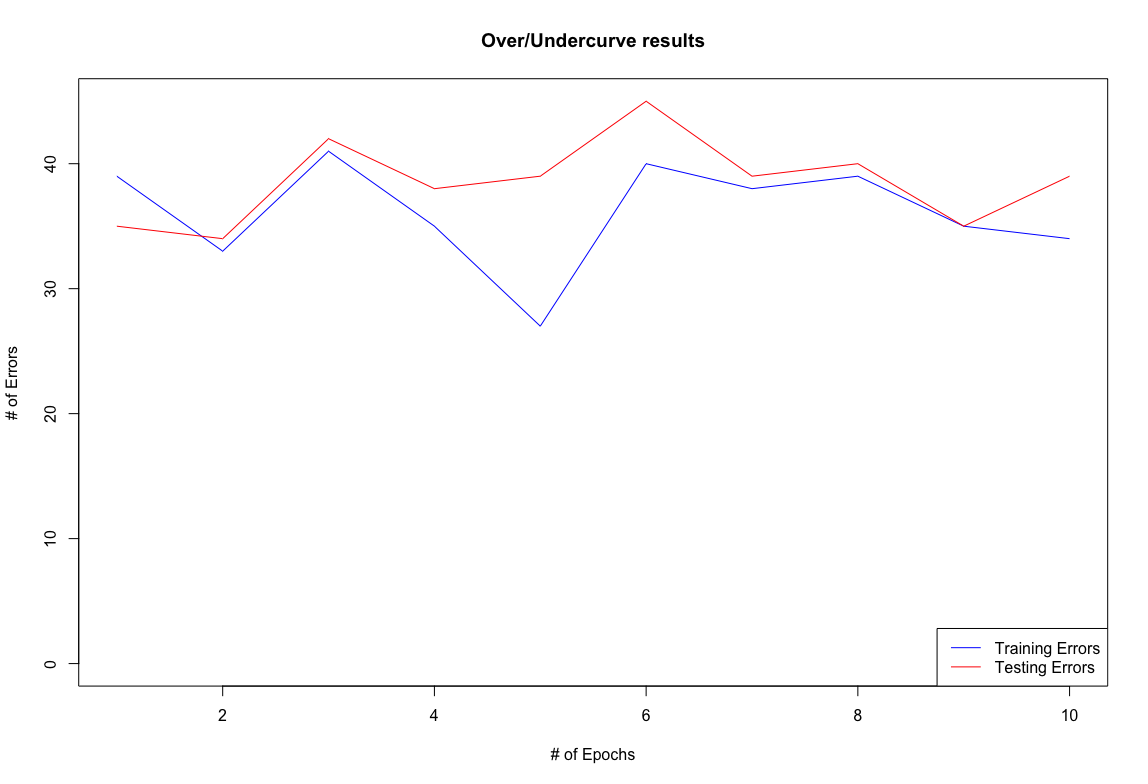 Over/Undercurve results
# of Errors
40
30
20
10
0
Training Errors
Testing Errors
2 4 6 8 10
# of Epochs